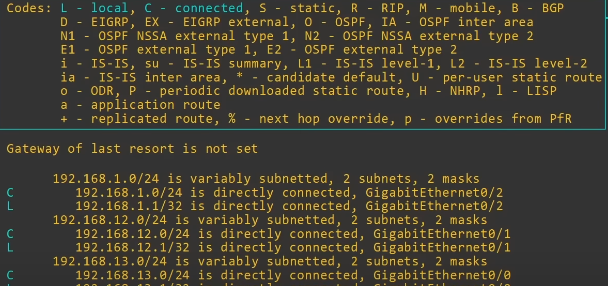 Codes: L - local, C - connected, S - static, R - RIP, M - mobile, B - BGP
D - EIGRP, EX - EIGRP external, O - OSPF, IA - OSPF inter area
N1 - OSPF NSSA external type 1, N2 - OSPF NSSA external type 2
E1 - OSPF external type 1, E2 - OSPF external type 2
i - IS-IS, su - IS-IS summary, L1 - IS-IS level-1, L2 - IS-IS level-2
ia - IS-IS inter area, * - candidate default, U - per-user static route
o - ODR, P - periodic downloaded static route, H - NHRP, l - LISP
a - application route
+ - replicated route, % - next hop override, p - overrides from PfR
Gateway of last resort is not set
192.168.1.0/24 is variably subnetted, 2 subnets, 2 masks
C 192.168.1.0/24 is directly connected, GigabitEthernet0/2
L 192.168.1.1/32 is directly connected, GigabitEthernet0/2
192.168.12.0/24 is variably subnetted, 2 subnets, 2 masks
C 192.168.12.0/24 is directly connected, GigabitEthernet0/1
L 192.168.12.1/32 is directly connected, GigabitEthernet0/1
192.168.13.0/24 is variably subnetted, 2 subnets, 2 masks
C 192.168.13.0/24 is directly connected, GigabitEthernet0/0